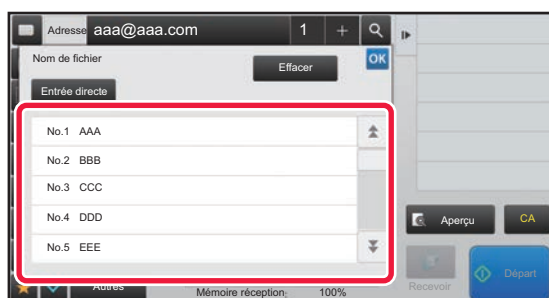 Adresse aaa@aaa.com 1 +
Nom de fichier
Effacer
OK
Entrée directe
No.1 AAA
No.2 BBB
No.3 CCC
No.4 DDD
No.5 EEE
Aperçu
CA
Autres
Mémoire réception: 100%
Recevoir
Départ